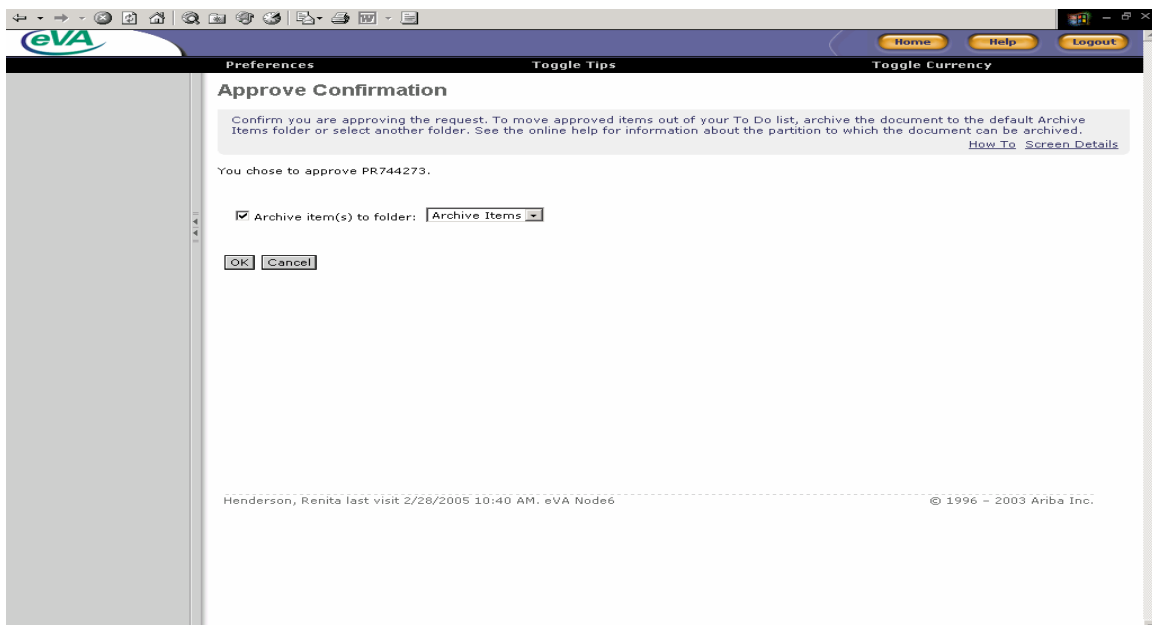 eVA
Home Help Logout
Preferences Toggle Tips Toggle Currency
Approve Confirmation
Confirm you are approving the request. To move approved items out of your To Do list, archive the document to the default Archive
Items folder or select another folder. See the online help for information about the partition to which the document can be archived.
How To Screen Details
You chose to approve PR744273.
Archive item(s) to folder: Archive Items
OK Cancel
Henderson, Renita last visit 2/28/2005 10:40 AM. eVA Node6 © 1996 – 2003 Ariba Inc.